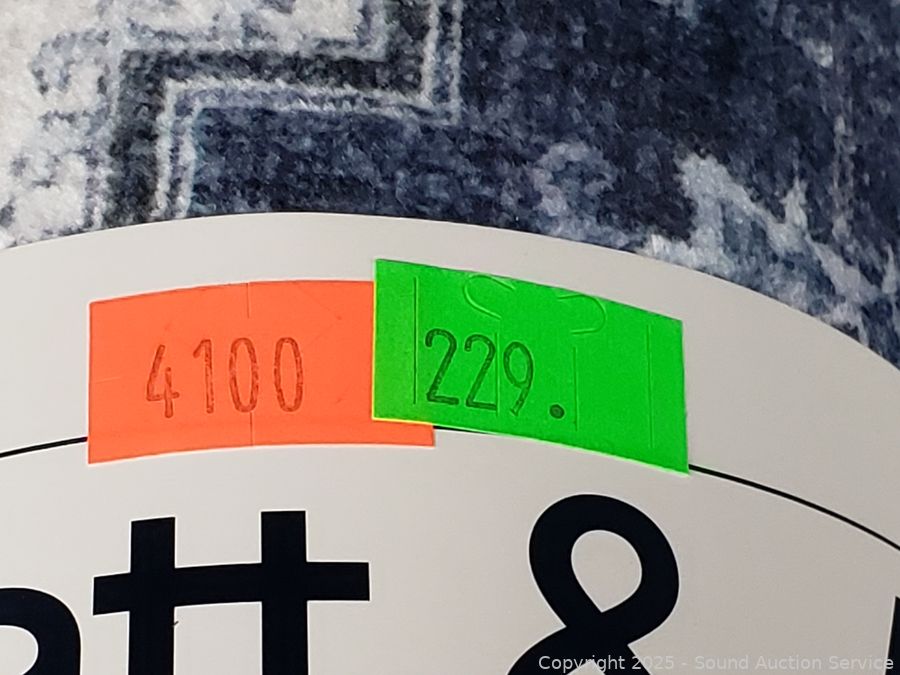 4100
229.
att &
Copyright 2025 - Sound Auction Service